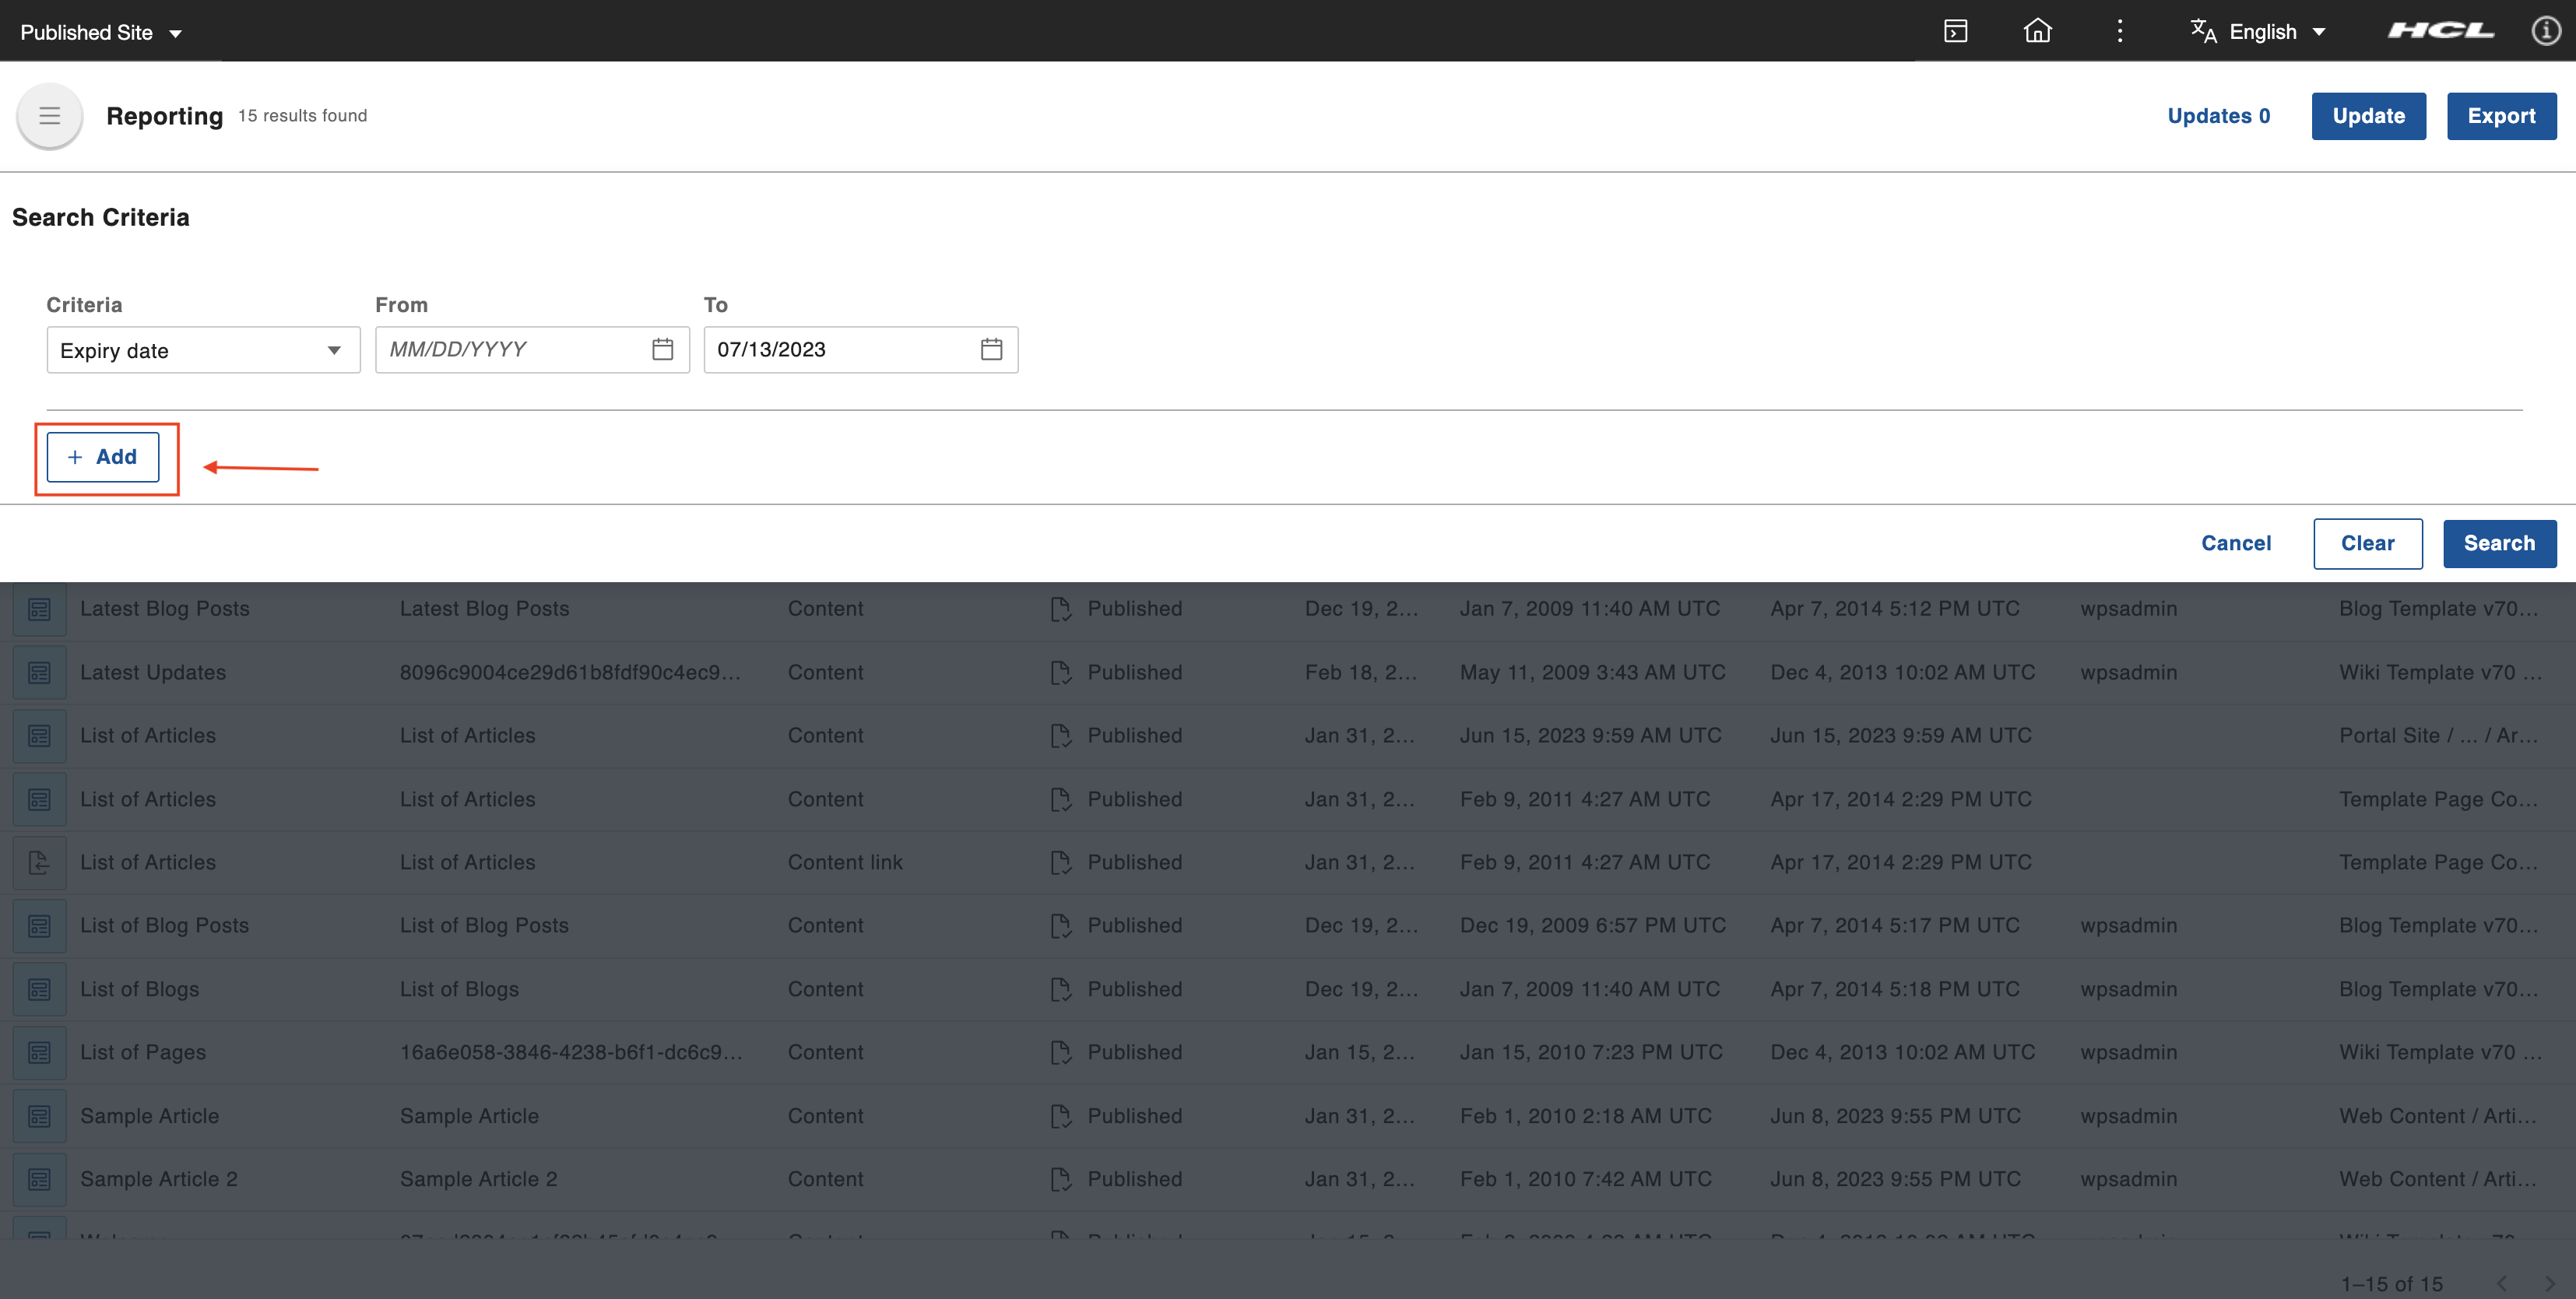 Published Site
English
HCL
Reporting 15 results found
Updates 0 Update Export
Search Criteria
Criteria From To
Expiry date MM/DD/YYYY 07/13/2023
+ Add
Cancel Clear Search
Latest Blog Posts Latest Blog Posts Content Published Dec 19, 2... Jan 7, 2009 11:40 AM UTC Apr 7, 2014 5:12 PM UTC wpsadmin Blog Template v70...
Latest Updates 8096c9004ce29d61b8fdf90c4ec9... Content Published Feb 18, 2... May 11, 2009 3:43 AM UTC Dec 4, 2013 10:02 AM UTC wpsadmin Wiki Template v70 ...
List of Articles List of Articles Content Published Jan 31, 2... Jun 15, 2023 9:59 AM UTC Jun 15, 2023 9:59 AM UTC Portal Site / ... / Ar...
List of Articles List of Articles Content Published Jan 31, 2... Feb 9, 2011 4:27 AM UTC Apr 17, 2014 2:29 PM UTC Template Page Co...
List of Articles List of Articles Content link Published Jan 31, 2... Feb 9, 2011 4:27 AM UTC Apr 17, 2014 2:29 PM UTC Template Page Co...
List of Blog Posts List of Blog Posts Content Published Dec 19, 2... Dec 19, 2009 6:57 PM UTC Apr 7, 2014 5:17 PM UTC wpsadmin Blog Template v70...
List of Blogs List of Blogs Content Published Dec 19, 2... Jan 7, 2009 11:40 AM UTC Apr 7, 2014 5:18 PM UTC wpsadmin Blog Template v70...
List of Pages 16a6e058-3846-4238-b6f1-dc6c9... Content Published Jan 15, 2... Jan 15, 2010 7:23 PM UTC Dec 4, 2013 10:02 AM UTC wpsadmin Wiki Template v70 ...
Sample Article Sample Article Content Published Jan 31, 2... Feb 1, 2010 2:18 AM UTC Jun 8, 2023 9:55 PM UTC wpsadmin Web Content / Arti...
Sample Article 2 Sample Article 2 Content Published Jan 31, 2... Feb 1, 2010 7:42 AM UTC Jun 8, 2023 9:55 PM UTC wpsadmin Web Content / Arti...
1–15 of 15